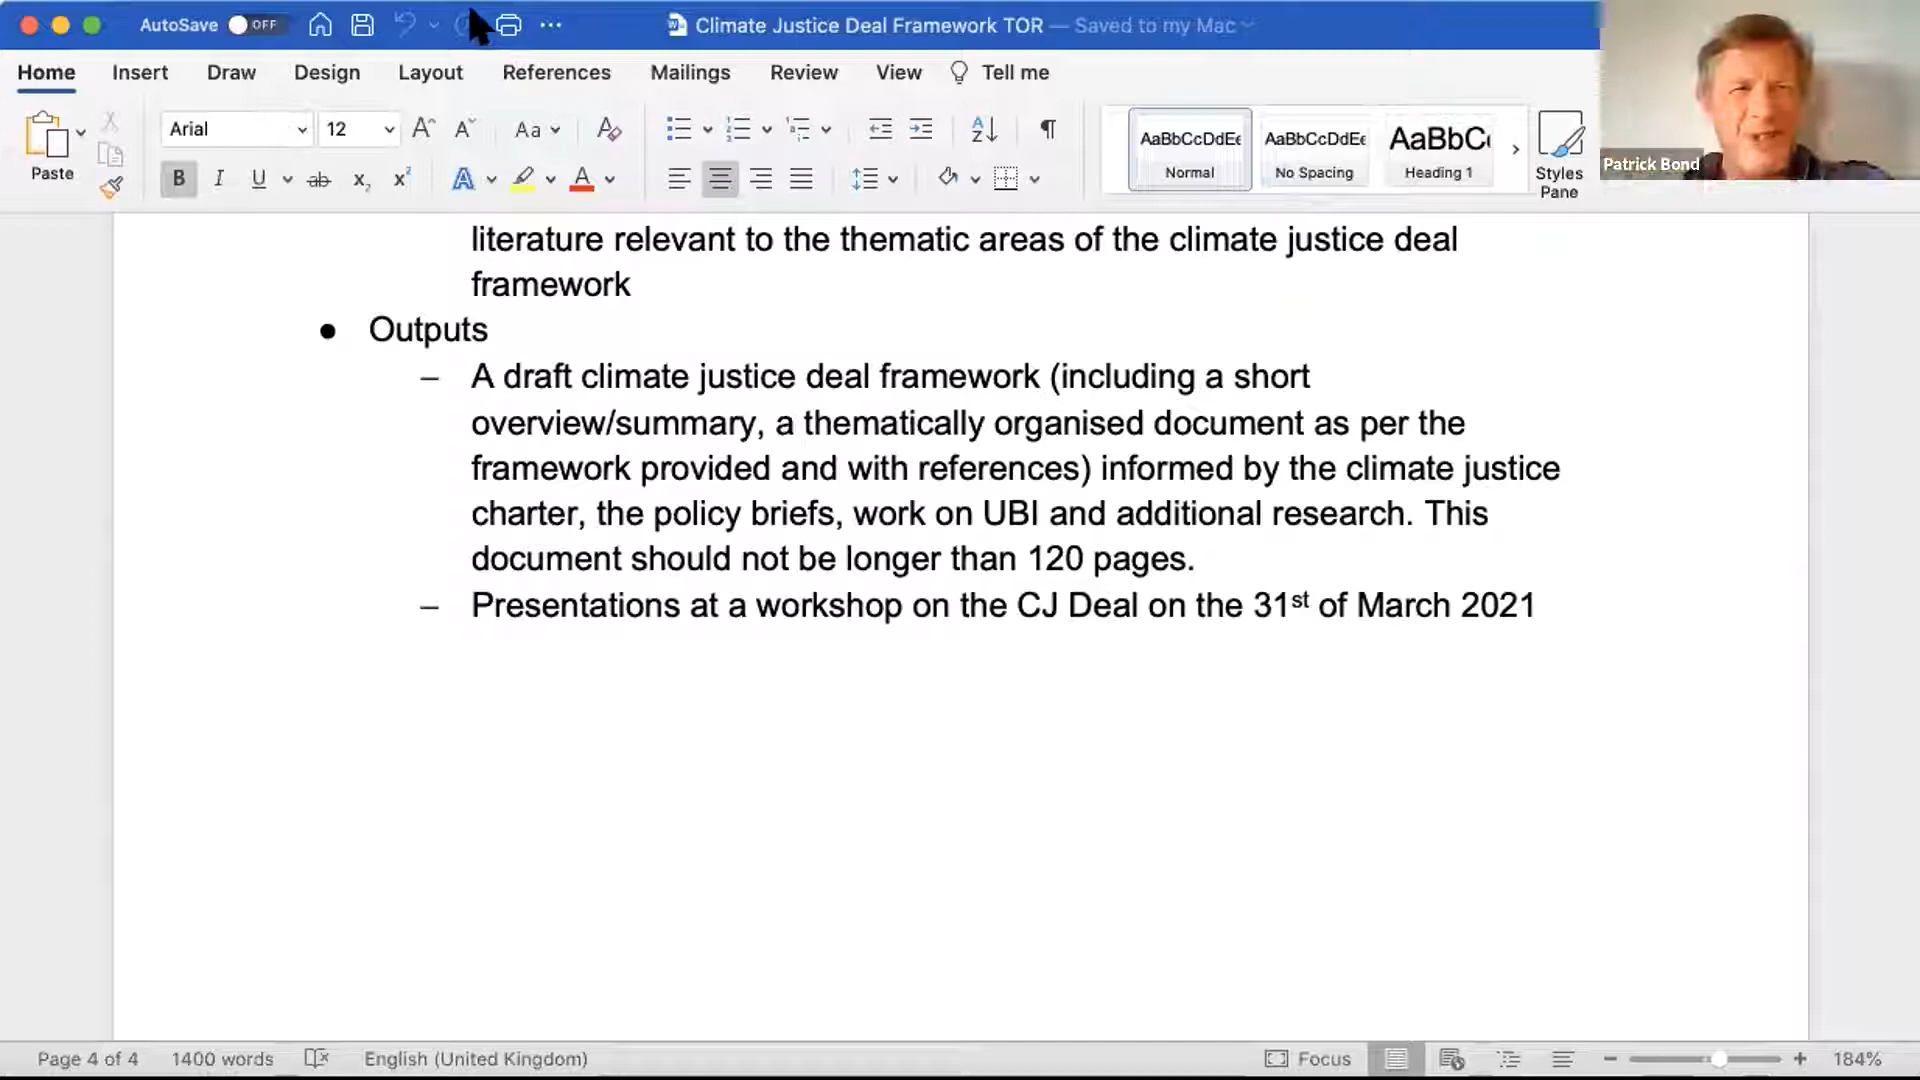 AutoSave OFF
Climate Justice Deal Framework TOR — Saved to my Mac
Home Insert Draw Design Layout References Mailings Review View Tell me
Paste
Arial 12
AaBbCcDdEe AaBbCcDdEe AaBbC
Normal No Spacing Heading 1
Styles
Pane
Patrick Bond
literature relevant to the thematic areas of the climate justice deal
framework
● Outputs
– A draft climate justice deal framework (including a short
overview/summary, a thematically organised document as per the
framework provided and with references) informed by the climate justice
charter, the policy briefs, work on UBI and additional research. This
document should not be longer than 120 pages.
– Presentations at a workshop on the CJ Deal on the 31st of March 2021
Page 4 of 4 1400 words English (United Kingdom) Focus 184%